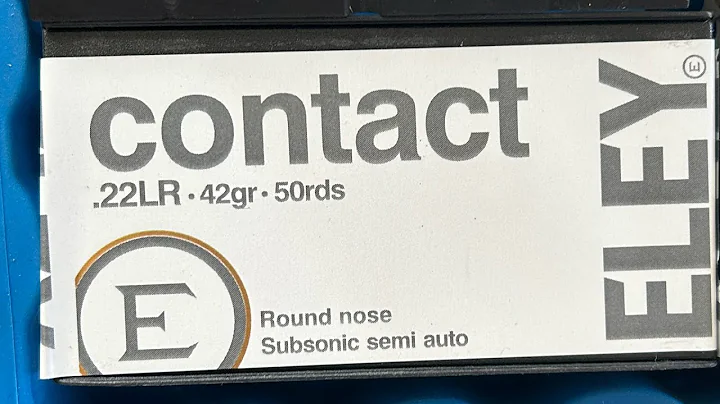 contact
.22LR · 42gr · 50rds
E
Round nose
Subsonic semi auto
ELEY
E